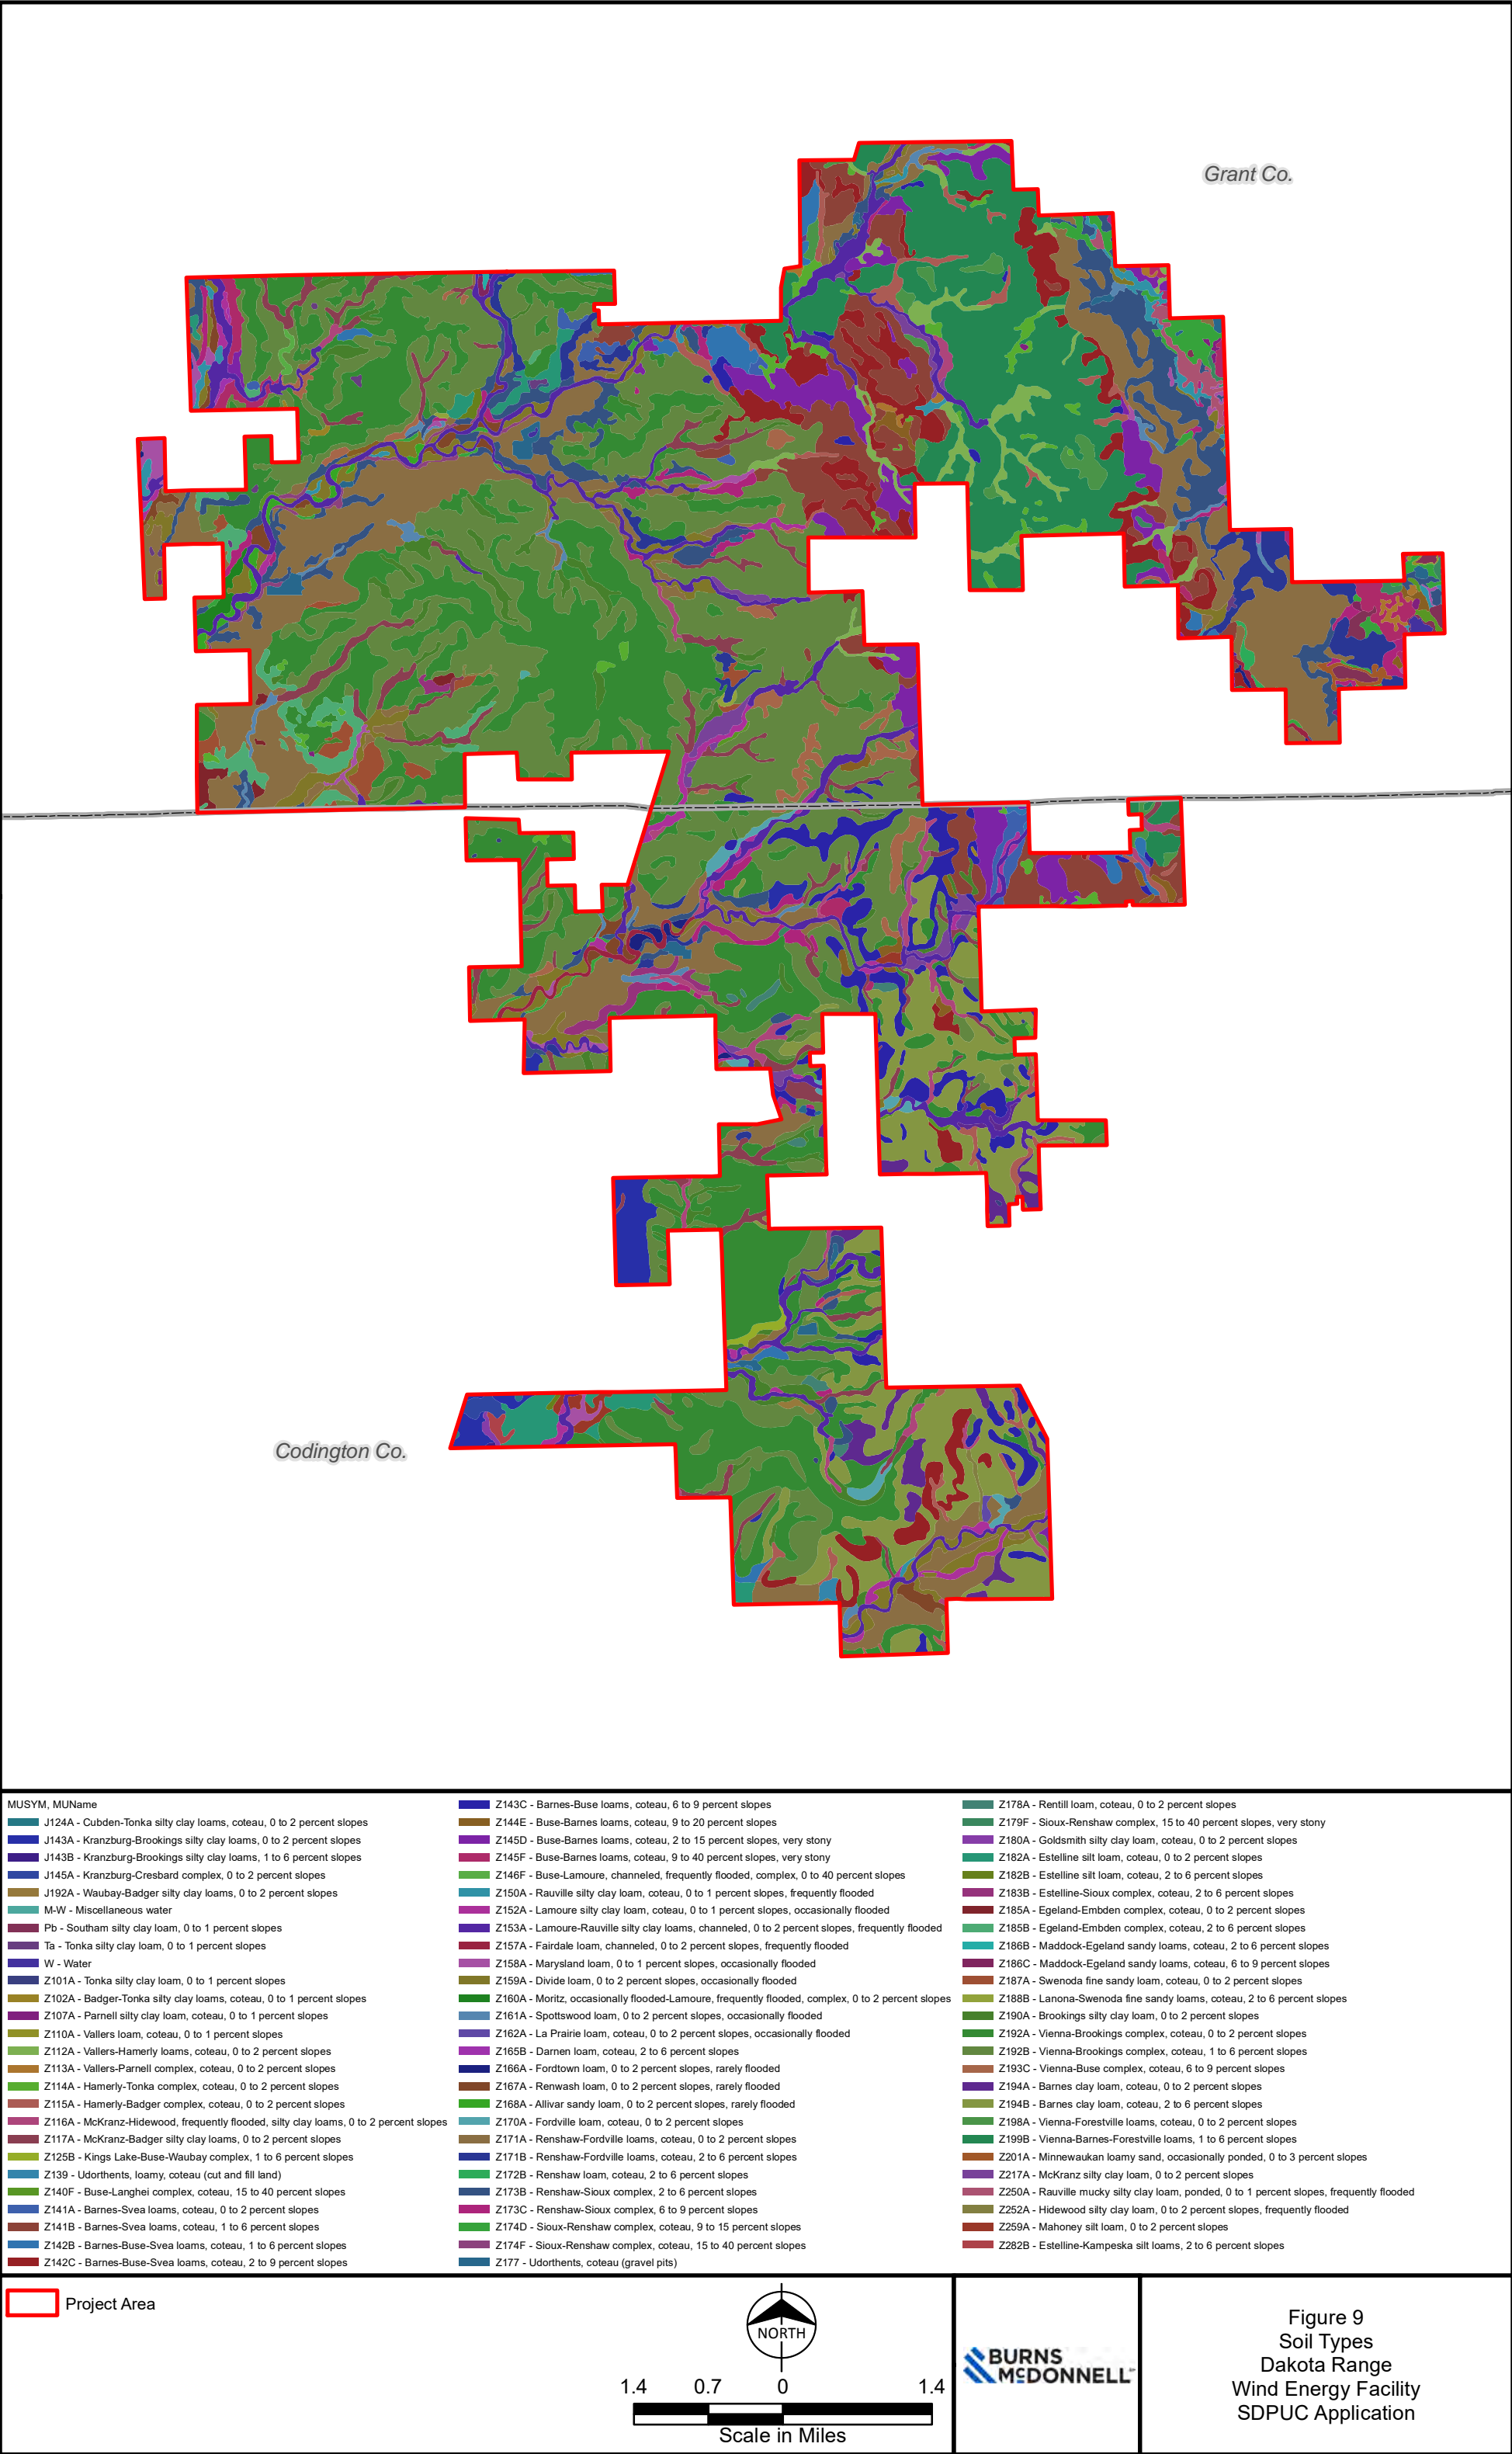 Grant Co.
Codington Co.
MUSYM, MUName
J124A - Cubden-Tonka silty clay loams, coteau, 0 to 2 percent slopes
J143A - Kranzburg-Brookings silty clay loams, 0 to 2 percent slopes
J143B - Kranzburg-Brookings silty clay loams, 1 to 6 percent slopes
J145A - Kranzburg-Cresbard complex, 0 to 2 percent slopes
J192A - Waubay-Badger silty clay loams, 0 to 2 percent slopes
M-W - Miscellaneous water
Pb - Southam silty clay loam, 0 to 1 percent slopes
Ta - Tonka silty clay loam, 0 to 1 percent slopes
W - Water
Z101A - Tonka silty clay loam, 0 to 1 percent slopes
Z102A - Badger-Tonka silty clay loams, coteau, 0 to 1 percent slopes
Z107A - Parnell silty clay loam, coteau, 0 to 1 percent slopes
Z110A - Vallers loam, coteau, 0 to 1 percent slopes
Z112A - Vallers-Hamerly loams, coteau, 0 to 2 percent slopes
Z113A - Vallers-Parnell complex, coteau, 0 to 2 percent slopes
Z114A - Hamerly-Tonka complex, coteau, 0 to 2 percent slopes
Z115A - Hamerly-Badger complex, coteau, 0 to 2 percent slopes
Z116A - McKranz-Hidewood, frequently flooded, silty clay loams, 0 to 2 percent slopes
Z117A - McKranz-Badger silty clay loams, 0 to 2 percent slopes
Z125B - Kings Lake-Buse-Waubay complex, 1 to 6 percent slopes
Z139 - Udorthents, loamy, coteau (cut and fill land)
Z140F - Buse-Langhei complex, coteau, 15 to 40 percent slopes
Z141A - Barnes-Svea loams, coteau, 0 to 2 percent slopes
Z141B - Barnes-Svea loams, coteau, 1 to 6 percent slopes
Z142B - Barnes-Buse-Svea loams, coteau, 1 to 6 percent slopes
Z142C - Barnes-Buse-Svea loams, coteau, 2 to 9 percent slopes
Z143C - Barnes-Buse loams, coteau, 6 to 9 percent slopes
Z144E - Buse-Barnes loams, coteau, 9 to 20 percent slopes
Z145D - Buse-Barnes loams, coteau, 2 to 15 percent slopes, very stony
Z145F - Buse-Barnes loams, coteau, 9 to 40 percent slopes, very stony
Z146F - Buse-Lamoure, channeled, frequently flooded, complex, 0 to 40 percent slopes
Z150A - Rauville silty clay loam, coteau, 0 to 1 percent slopes, frequently flooded
Z152A - Lamoure silty clay loam, coteau, 0 to 1 percent slopes, occasionally flooded
Z153A - Lamoure-Rauville silty clay loams, channeled, 0 to 2 percent slopes, frequently flooded
Z157A - Fairdale loam, channeled, 0 to 2 percent slopes, frequently flooded
Z158A - Marysland loam, 0 to 1 percent slopes, occasionally flooded
Z159A - Divide loam, 0 to 2 percent slopes, occasionally flooded
Z160A - Moritz, occasionally flooded-Lamoure, frequently flooded, complex, 0 to 2 percent slopes
Z161A - Spottswood loam, 0 to 2 percent slopes, occasionally flooded
Z162A - La Prairie loam, coteau, 0 to 2 percent slopes, occasionally flooded
Z165B - Darnen loam, coteau, 2 to 6 percent slopes
Z166A - Fordtown loam, 0 to 2 percent slopes, rarely flooded
Z167A - Renwash loam, 0 to 2 percent slopes, rarely flooded
Z168A - Allivar sandy loam, 0 to 2 percent slopes, rarely flooded
Z170A - Fordville loam, coteau, 0 to 2 percent slopes
Z171A - Renshaw-Fordville loams, coteau, 0 to 2 percent slopes
Z171B - Renshaw-Fordville loams, coteau, 2 to 6 percent slopes
Z172B - Renshaw loam, coteau, 2 to 6 percent slopes
Z173B - Renshaw-Sioux complex, 2 to 6 percent slopes
Z173C - Renshaw-Sioux complex, 6 to 9 percent slopes
Z174D - Sioux-Renshaw complex, coteau, 9 to 15 percent slopes
Z174F - Sioux-Renshaw complex, coteau, 15 to 40 percent slopes
Z177 - Udorthents, coteau (gravel pits)
Z178A - Rentill loam, coteau, 0 to 2 percent slopes
Z179F - Sioux-Renshaw complex, 15 to 40 percent slopes, very stony
Z180A - Goldsmith silty clay loam, coteau, 0 to 2 percent slopes
Z182A - Estelline silt loam, coteau, 0 to 2 percent slopes
Z182B - Estelline silt loam, coteau, 2 to 6 percent slopes
Z183B - Estelline-Sioux complex, coteau, 2 to 6 percent slopes
Z185A - Egeland-Embden complex, coteau, 0 to 2 percent slopes
Z185B - Egeland-Embden complex, coteau, 2 to 6 percent slopes
Z186B - Maddock-Egeland sandy loams, coteau, 2 to 6 percent slopes
Z186C - Maddock-Egeland sandy loams, coteau, 6 to 9 percent slopes
Z187A - Swenoda fine sandy loam, coteau, 0 to 2 percent slopes
Z188B - Lanona-Swenoda fine sandy loams, coteau, 2 to 6 percent slopes
Z190A - Brookings silty clay loam, 0 to 2 percent slopes
Z192A - Vienna-Brookings complex, coteau, 0 to 2 percent slopes
Z192B - Vienna-Brookings complex, coteau, 1 to 6 percent slopes
Z193C - Vienna-Buse complex, coteau, 6 to 9 percent slopes
Z194A - Barnes clay loam, coteau, 0 to 2 percent slopes
Z194B - Barnes clay loam, coteau, 2 to 6 percent slopes
Z198A - Vienna-Forestville loams, coteau, 0 to 2 percent slopes
Z199B - Vienna-Barnes-Forestville loams, 1 to 6 percent slopes
Z201A - Minnewaukan loamy sand, occasionally ponded, 0 to 3 percent slopes
Z217A - McKranz silty clay loam, 0 to 2 percent slopes
Z250A - Rauville mucky silty clay loam, ponded, 0 to 1 percent slopes, frequently flooded
Z252A - Hidewood silty clay loam, 0 to 2 percent slopes, frequently flooded
Z259A - Mahoney silt loam, 0 to 2 percent slopes
Z282B - Estelline-Kampeska silt loams, 2 to 6 percent slopes
Project Area
NORTH
1.4 0.7 0 1.4
Scale in Miles
BURNS
McDONNELL
Figure 9
Soil Types
Dakota Range
Wind Energy Facility
SDPUC Application